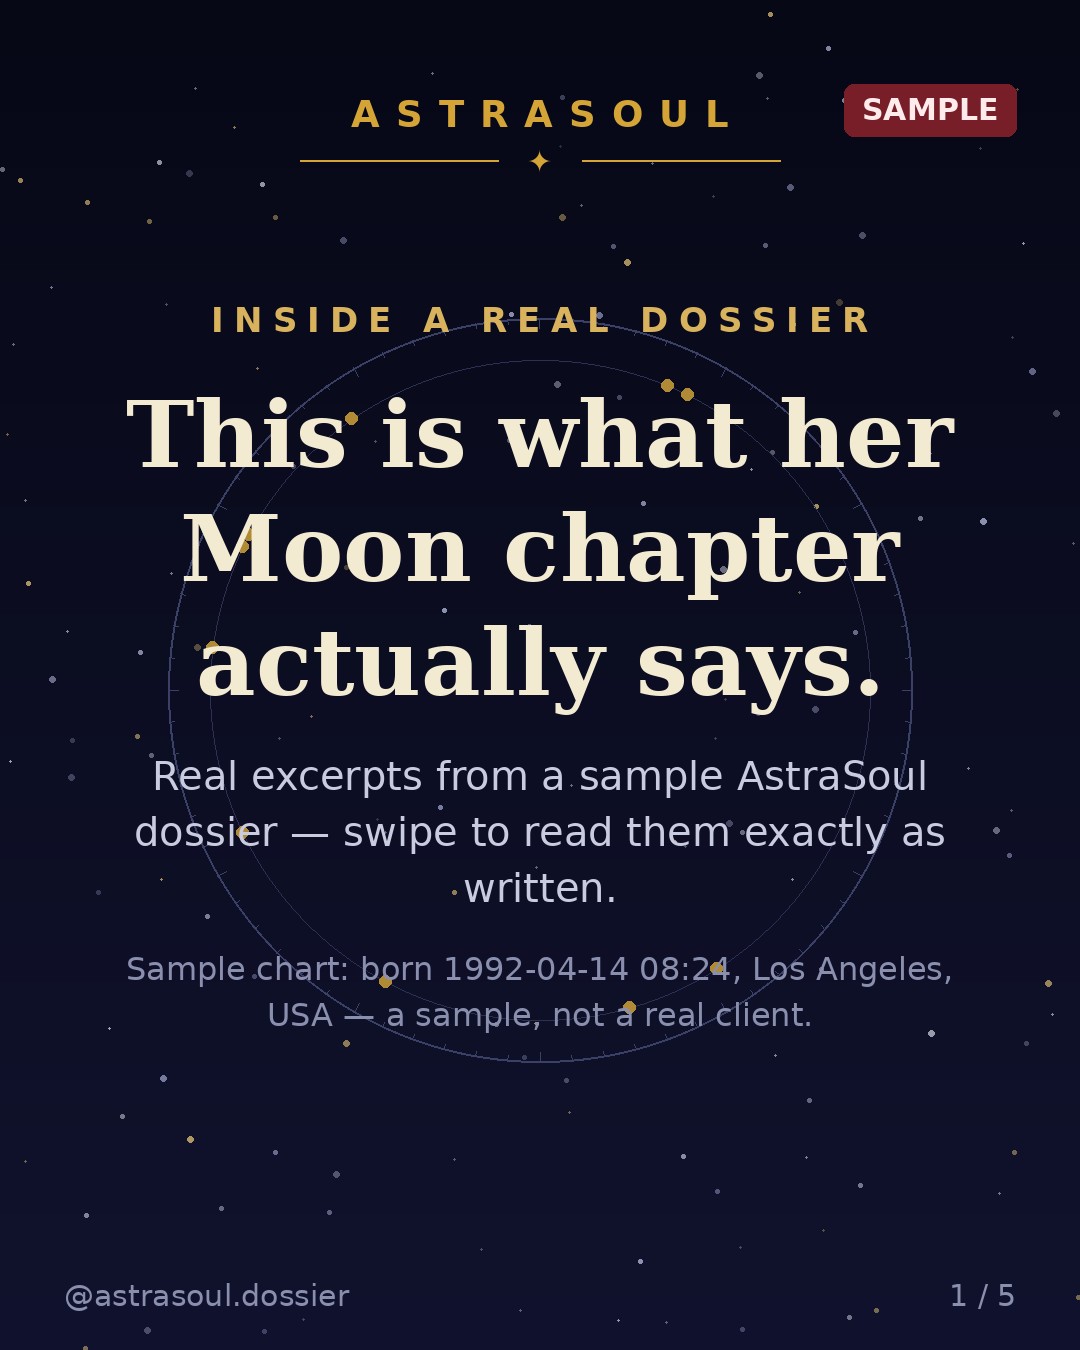 ASTRASOUL
SAMPLE
INSIDE A REAL DOSSIER
This is what her
Moon chapter
actually says.
Real excerpts from a sample AstraSoul
dossier — swipe to read them exactly as
written.
Sample chart: born 1992-04-14 08:24, Los Angeles,
USA — a sample, not a real client.
@astrasoul.dossier
1 / 5